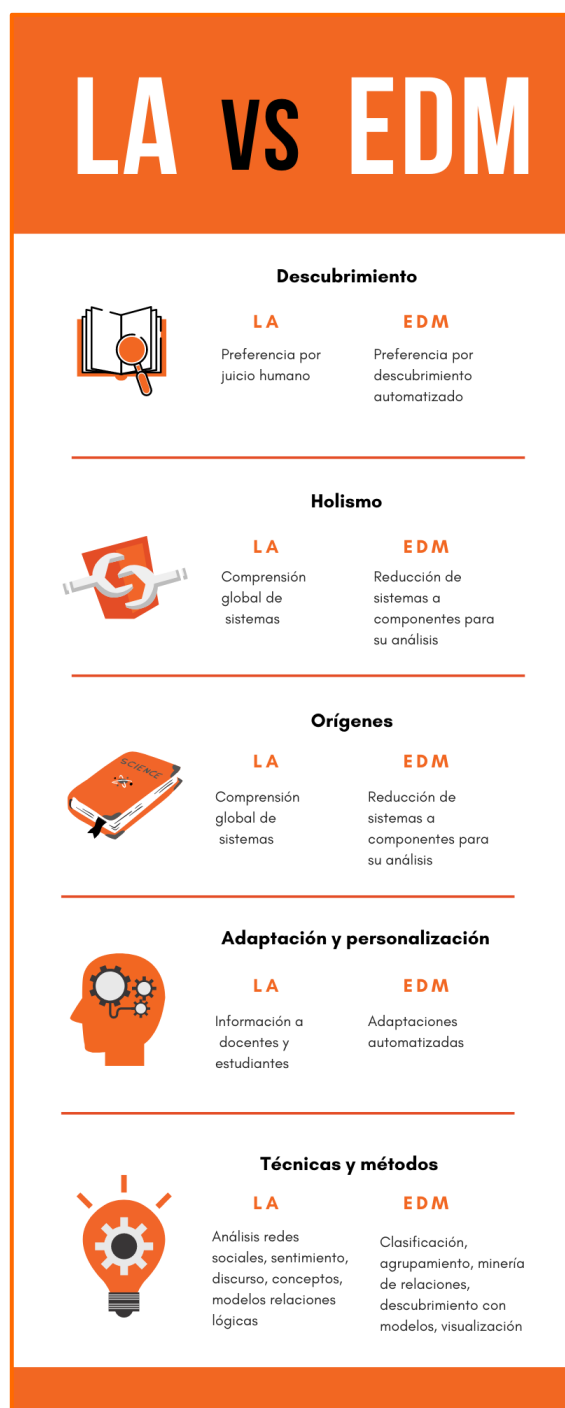 LA VS EDM
Descubrimiento
LA
Preferencia por
juicio humano
EDM
Preferencia por
descubrimiento
automatizado
Holismo
LA
Comprensión
global de
sistemas
EDM
Reducción de
sistemas a
componentes para
su análisis
Orígenes
SCIENCE
LA
Comprensión
global de
sistemas
EDM
Reducción de
sistemas a
componentes para
su análisis
Adaptación y personalización
LA
Información a
docentes y
estudiantes
EDM
Adaptaciones
automatizadas
Técnicas y métodos
LA
Análisis redes
sociales, sentimiento,
discurso, conceptos,
modelos relaciones
lógicas
EDM
Clasificación,
agrupamiento, minería
de relaciones,
descubrimiento con
modelos, visualización